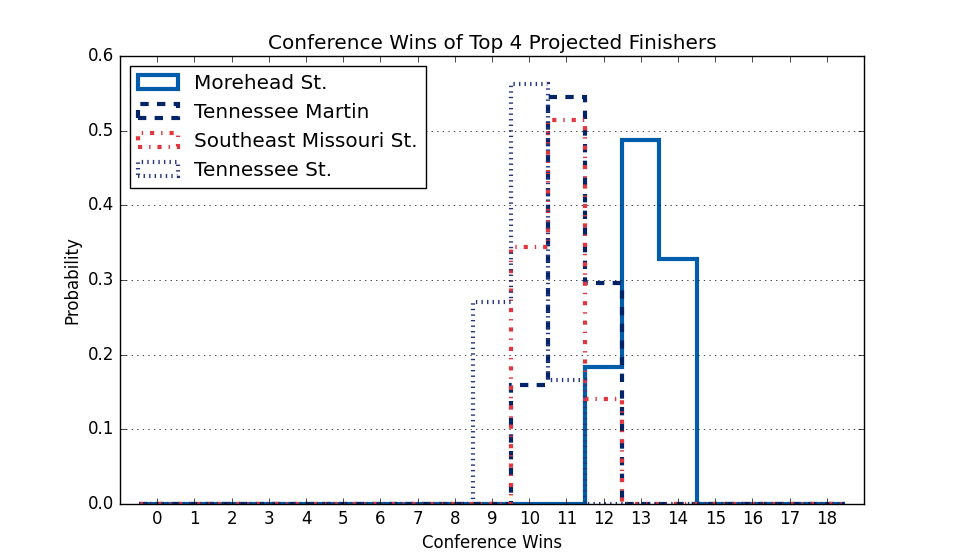 Conference Wins of Top 4 Projected Finishers
0.6
0.5
0.4
0.3
0.2
0.1
0.0
Probability
Morehead St.
Tennessee Martin
Southeast Missouri St.
Tennessee St.
0 1 2 3 4 5 6 7 8 9 10 11 12 13 14 15 16 17 18
Conference Wins